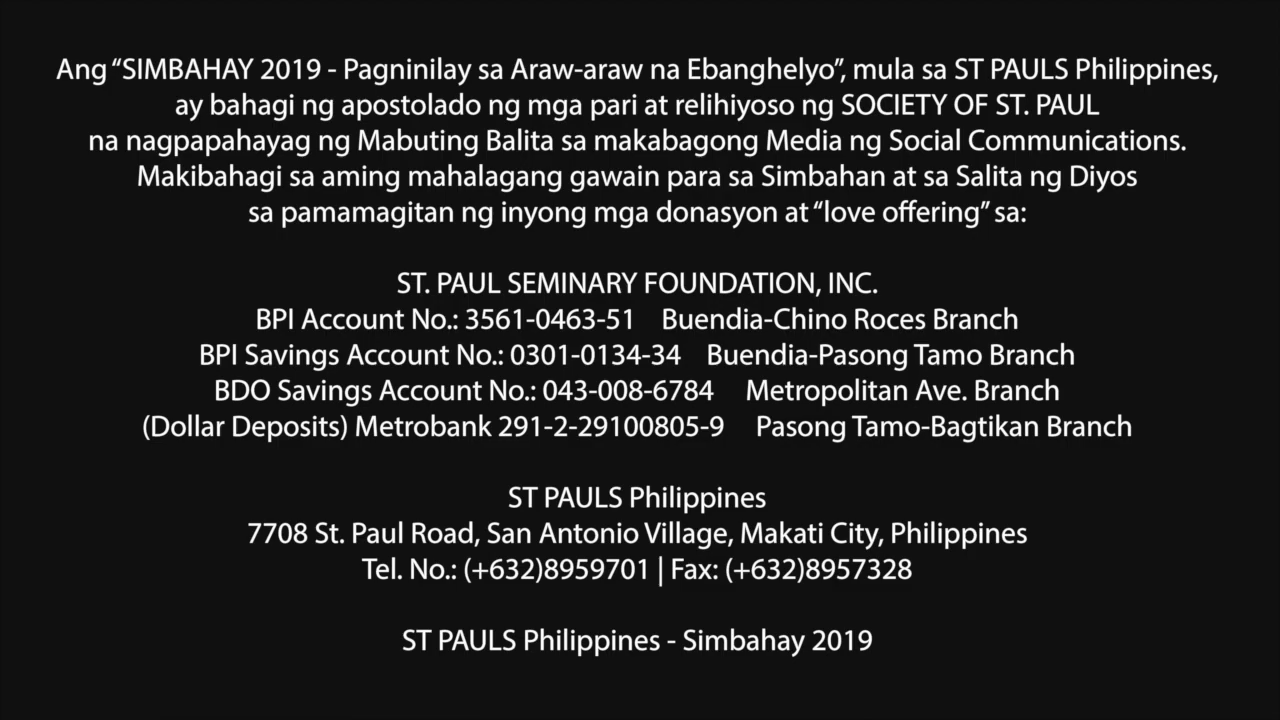 Ang “SIMBAHAY 2019 - Pagninilay sa Araw-araw na Ebanghelyo”, mula sa ST PAULS Philippines,
ay bahagi ng apostolado ng mga pari at relihiyoso ng SOCIETY OF ST. PAUL
na nagpapahayag ng Mabuting Balita sa makabagong Media ng Social Communications.
Makibahagi sa aming mahalagang gawain para sa Simbahan at sa Salita ng Diyos
sa pamamagitan ng inyong mga donasyon at “love offering” sa:
ST. PAUL SEMINARY FOUNDATION, INC.
BPI Account No.: 3561-0463-51 Buendia-Chino Roces Branch
BPI Savings Account No.: 0301-0134-34 Buendia-Pasong Tamo Branch
BDO Savings Account No.: 043-008-6784 Metropolitan Ave. Branch
(Dollar Deposits) Metrobank 291-2-29100805-9 Pasong Tamo-Bagtikan Branch
ST PAULS Philippines
7708 St. Paul Road, San Antonio Village, Makati City, Philippines
Tel. No.: (+632)8959701 | Fax: (+632)8957328
ST PAULS Philippines - Simbahay 2019